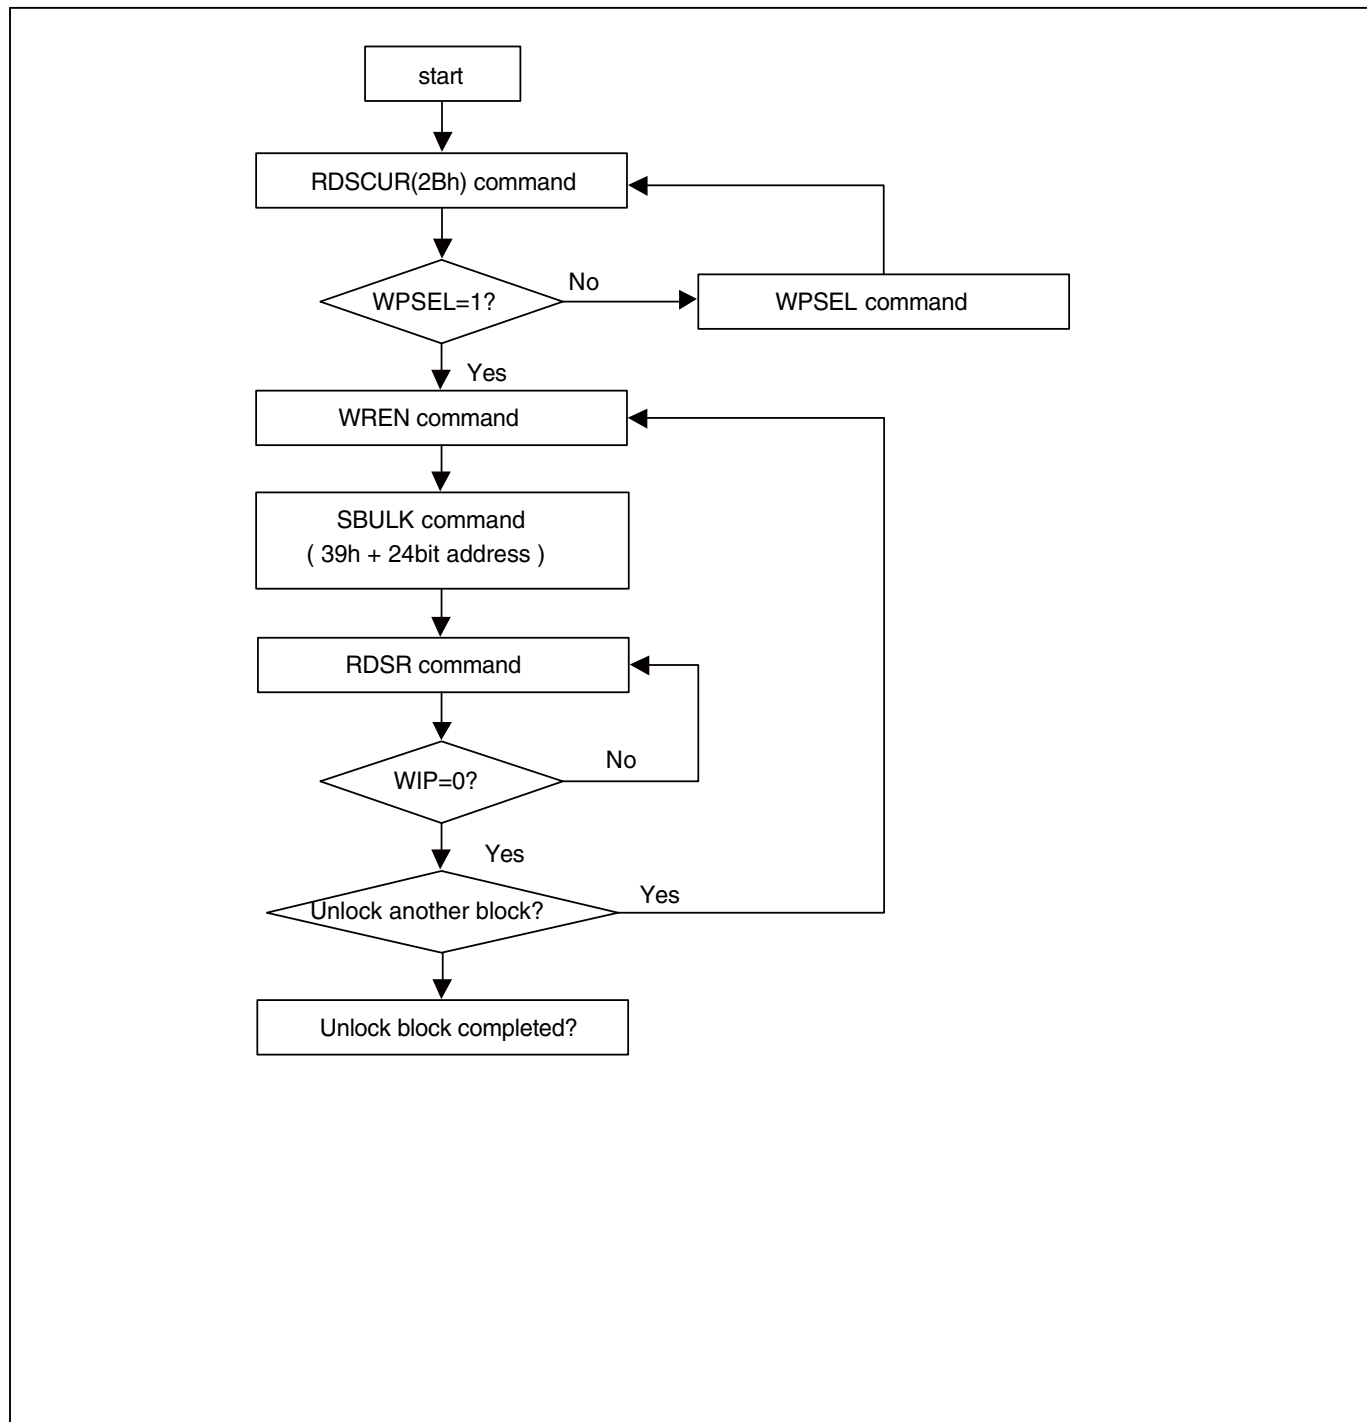 start
RDSCUR(2Bh) command
WPSEL=1?
No
WPSEL command
Yes
WREN command
SBULK command
( 39h + 24bit address )
RDSR command
WIP=0?
No
Yes
Unlock another block?
Yes
Unlock block completed?